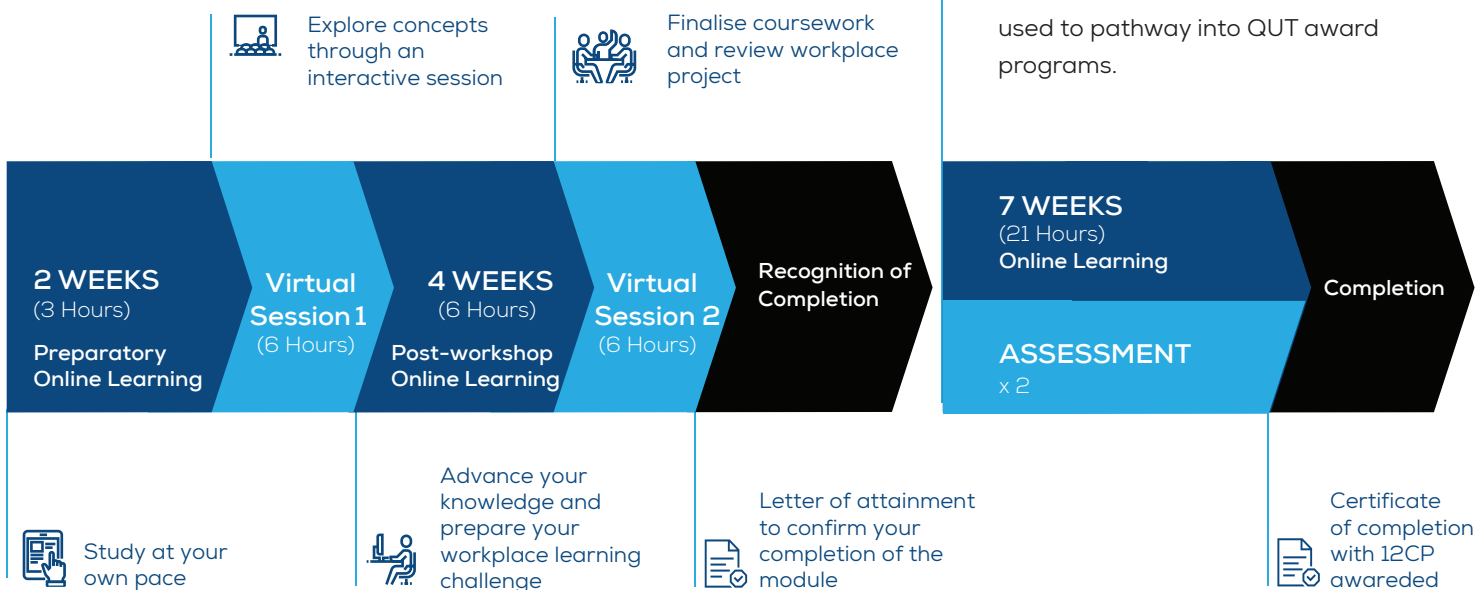 Explore concepts
through an
interactive session
Finalise coursework
and review workplace
project
used to pathway into QUT award
programs.
2 WEEKS
(3 Hours)
Preparatory
Online Learning
Virtual
Session 1
(6 Hours)
4 WEEKS
(6 Hours)
Post-workshop
Online Learning
Virtual
Session 2
(6 Hours)
Recognition of
Completion
7 WEEKS
(21 Hours)
Online Learning
ASSESSMENT
x 2
Completion
Study at your
own pace
Advance your
knowledge and
prepare your
workplace learning
challenge
Letter of attainment
to confirm your
completion of the
module
Certificate
of completion
with 12CP
awareded